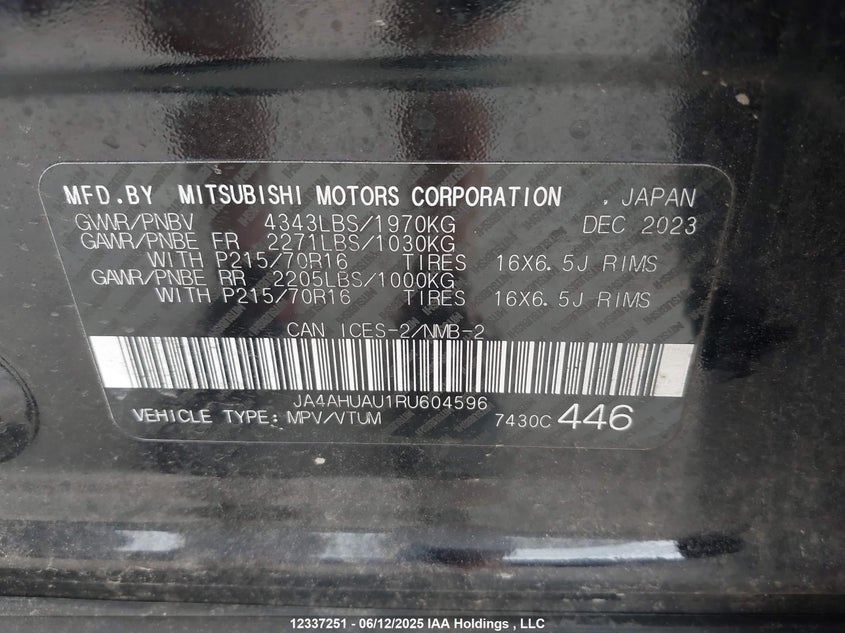 MFD.BY MITSUBISHI MOTORS CORPORATION . JAPAN
GVWR/PNBV 4343LBS/1970KG DEC 2023
GAWR/PNBE FR 2271LBS/1030KG
WITH P215/70R16 TIRES 16X6.5J RIMS
GAWR/PNBE RR 2205LBS/1000KG
WITH P215/70R16 TIRES 16X6.5J RIMS
CAN ICES-2/NMB-2
JA4AHUAU1RU604596
VEHICLE TYPE: MPV/VTUM 7430C 446
12337251 - 06/12/2025 IAA Holdings , LLC